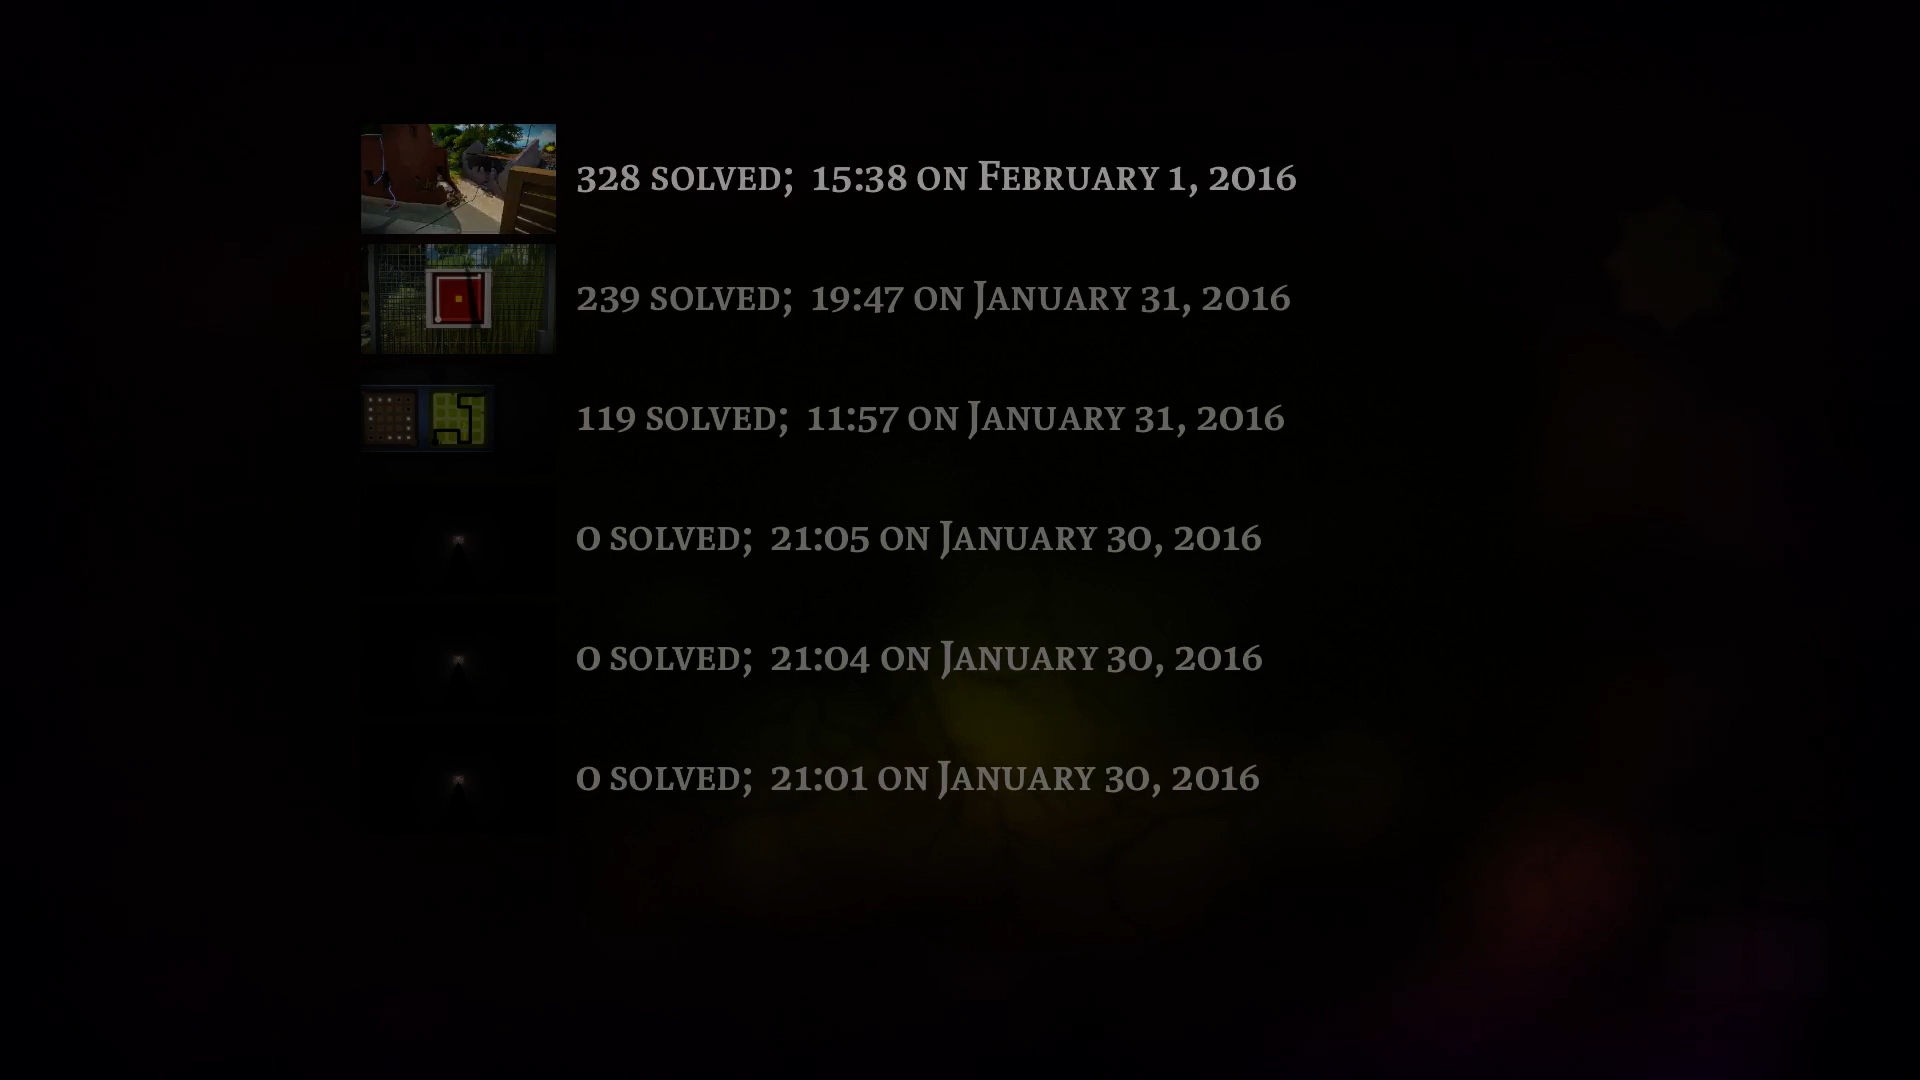 328 solved; 15:38 on February 1, 2016
239 solved; 19:47 on January 31, 2016
119 solved; 11:57 on January 31, 2016
0 solved; 21:05 on January 30, 2016
0 solved; 21:04 on January 30, 2016
0 solved; 21:01 on January 30, 2016